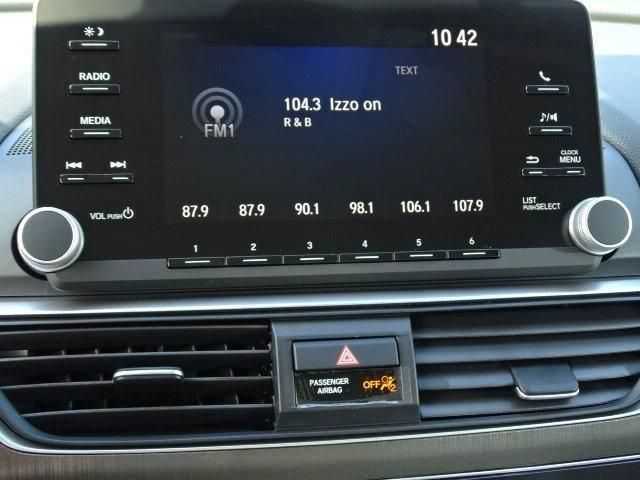 10 42
RADIO
TEXT
104.3 Izzo on
MEDIA
FM1
R & B
CLOCK
MENU
VOL PUSH
87.9 87.9 90.1 98.1 106.1 107.9
LIST
PUSH SELECT
1 2 3 4 5 6
PASSENGER
AIRBAG
OFF 2